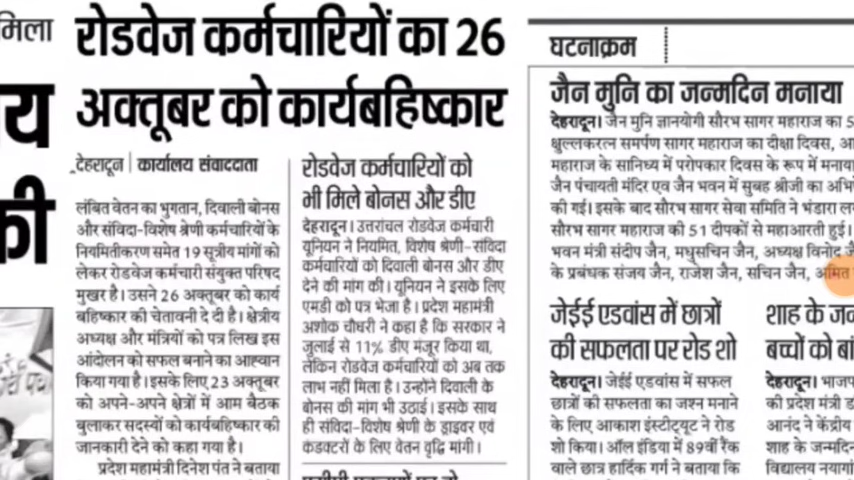 मिला
य
की
रोडवेज कर्मचारियों का 26
अक्तूबर को कार्यबहिष्कार
देहरादून | कार्यालय संवाददाता
लंबित वेतन का भुगतान, दिवाली बोनस
और संविदा-विशेष श्रेणी कर्मचारियों के
नियमितीकरण समेत 19 सूत्रीय मांगों को
लेकर रोडवेज कर्मचारी संयुक्त परिषद
मुखर है। उसने 26 अक्तूबर को कार्य
बहिष्कार की चेतावनी दे दी है। क्षेत्रीय
अध्यक्ष और मंत्रियों को पत्र लिख इस
आंदोलन को सफल बनाने का आह्वान
किया गया है। इसके लिए 23 अक्तूबर
को अपने-अपने क्षेत्रों में आम बैठक
बुलाकर सदस्यों को कार्यबहिष्कार की
जानकारी देने को कहा गया है।
प्रदेश महामंत्री दिनेश पंत ने बताया
रोडवेज कर्मचारियों को
भी मिले बोनस और डीए
देहरादून। उत्तरांचल रोडवेज कर्मचारी
यूनियन ने नियमित, विशेष श्रेणी-संविदा
कर्मचारियों को दिवाली बोनस और डीए
देने की मांग की। यूनियन ने इसके लिए
एमडी को पत्र भेजा है। प्रदेश महामंत्री
अशोक चौधरी ने कहा है कि सरकार ने
जुलाई से 11% डीए मंजूर किया था,
लेकिन रोडवेज कर्मचारियों को अब तक
लाभ नहीं मिला है। उन्होंने दिवाली के
बोनस की मांग भी उठाई। इसके साथ
ही संविदा-विशेष श्रेणी के ड्राइवर एवं
कंडक्टरों के लिए वेतन वृद्धि मांगी।
घटनाक्रम
जैन मुनि का जन्मदिन मनाया
देहरादून। जैन मुनि ज्ञानयोगी सौरभ सागर महाराज का 5
क्षुल्लकरत्न समर्पण सागर महाराज का दीक्षा दिवस, आ
महाराज के सानिध्य में परोपकार दिवस के रूप में मनाया
जैन पंचायती मंदिर एव जैन भवन में सुबह श्रीजी का अभि
की गई। इसके बाद सौरभ सागर सेवा समिति ने भंडारा ल
सौरभ सागर महाराज की 51 दीपकों से महाआरती हुई।
भवन मंत्री संदीप जैन, मधुसचिन जैन, अध्यक्ष विनोद जै
के प्रबंधक संजय जैन, राजेश जैन, सचिन जैन, अमित
जेईई एडवांस में छात्रों
की सफलता पर रोड शो
देहरादून। जेईई एडवांस में सफल
छात्रों की सफलता का जश्न मनाने
के लिए आकाश इंस्टीट्यूट ने रोड
शो किया। ऑल इंडिया में 89वीं रैंक
वाले छात्र हार्दिक गर्ग ने बताया कि
शाह के जन
बच्चों को बां
देहरादून। भाजप
की प्रदेश मंत्री ड
आनंद ने केंद्रीय
शाह के जन्मदिन
विद्यालय नयागां